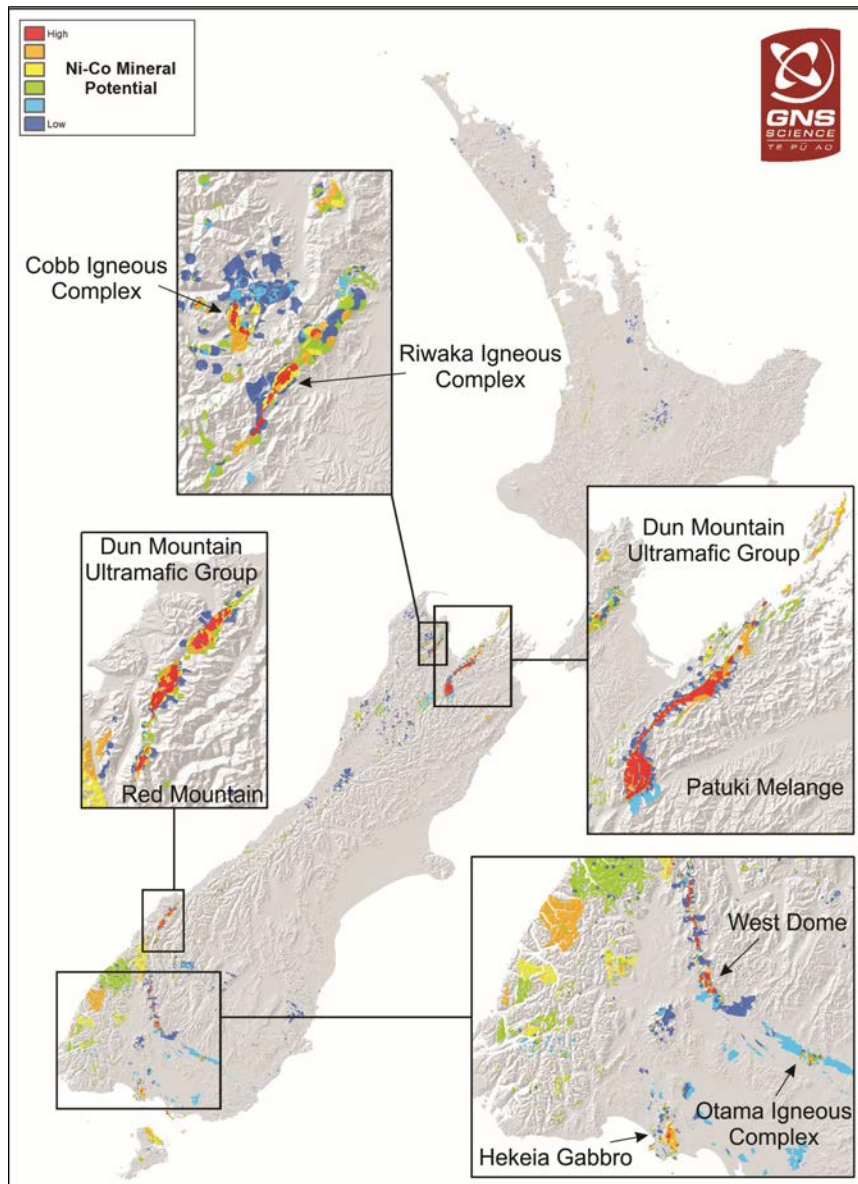 High
Ni-Co Mineral
Potential
Low
GNS
SCIENCE
TE PŪ AO
Cobb Igneous
Complex
Riwaka Igneous
Complex
Dun Mountain
Ultramafic Group
Red Mountain
Dun Mountain
Ultramafic Group
Patuki Melange
West Dome
Otama Igneous
Complex
Hekeia Gabbro